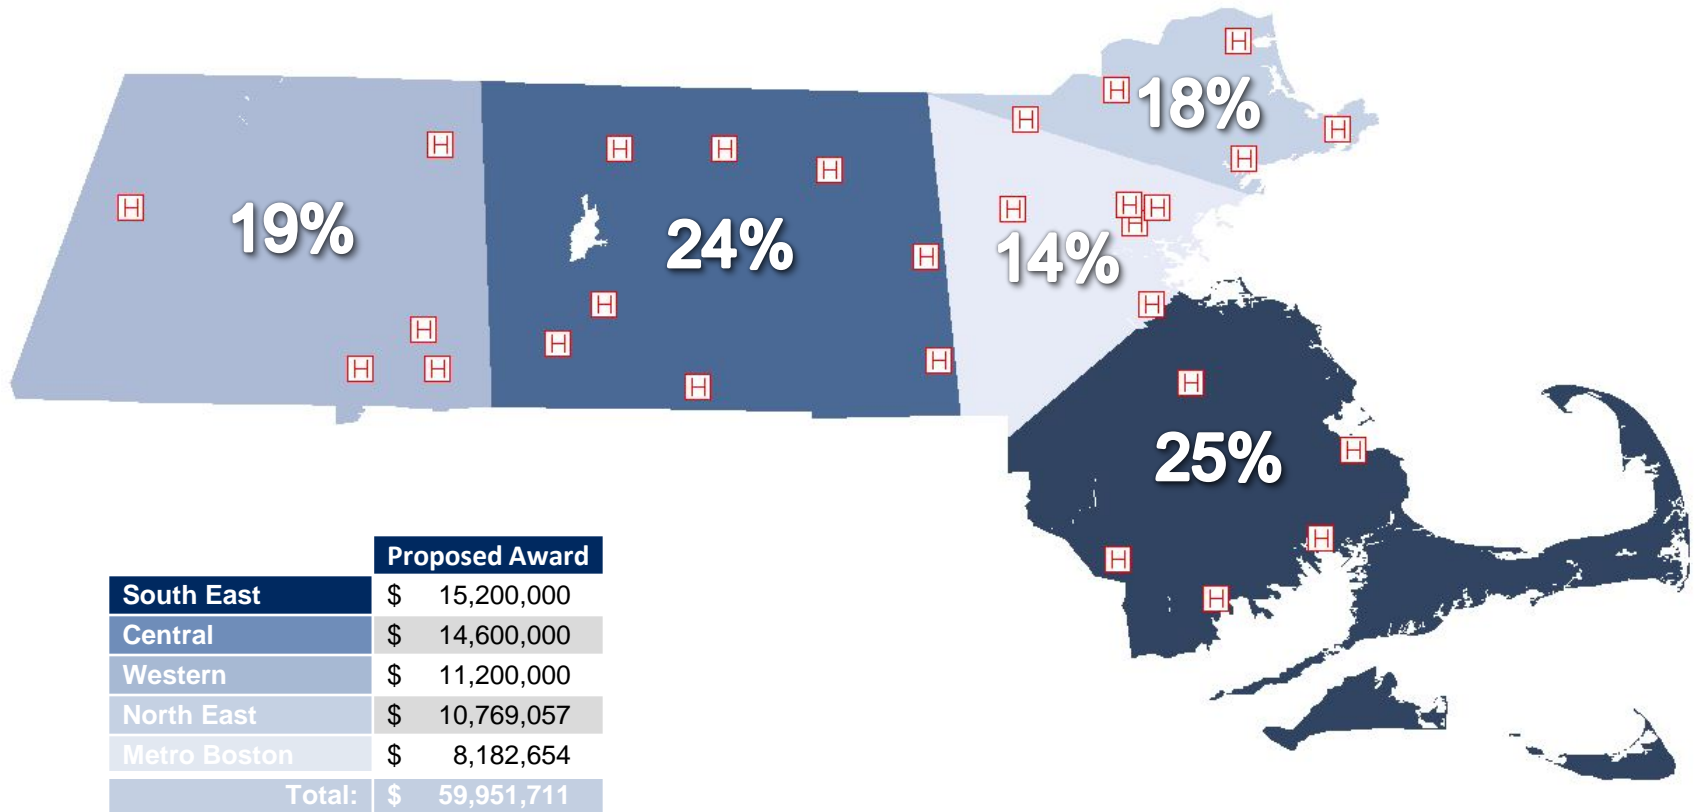 H
H
18%
H
H
H
H
H
H
H
H
H
H
H
H
H
19%
24%
H
14%
H
H
H
H
H
H
H
H
H
25%
H
H
H
H
Proposed Award
South East $ 15,200,000
Central $ 14,600,000
Western $ 11,200,000
North East $ 10,769,057
Metro Boston $ 8,182,654
Total: $ 59,951,711